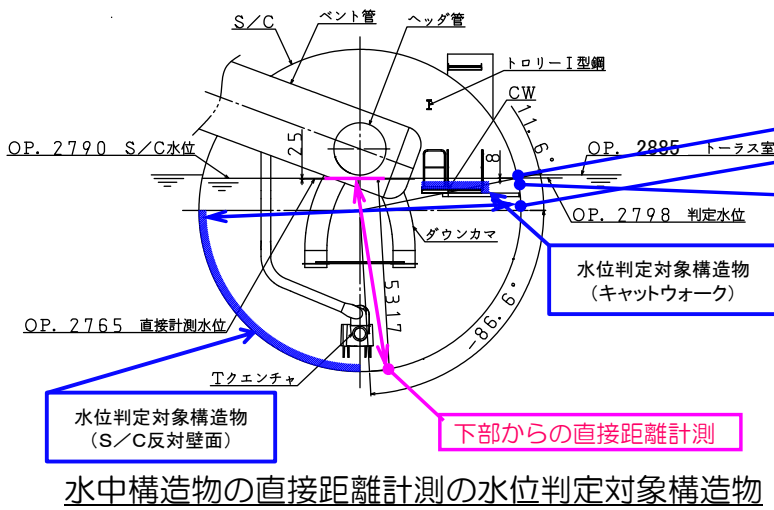 S/C
ベント管
ヘッダ管
トロリーI型鋼
CW
11.6°
OP. 2790 S/C水位
25
8
OP. 2885 トーラス室
OP. 2798 判定水位
ダウンカマ
水位判定対象構造物
(キャットウォーク)
5317
-86.6°
OP. 2765 直接計測水位
Tクエンチャ
水位判定対象構造物
(S/C反対壁面)
下部からの直接距離計測
水中構造物の直接距離計測の水位判定対象構造物